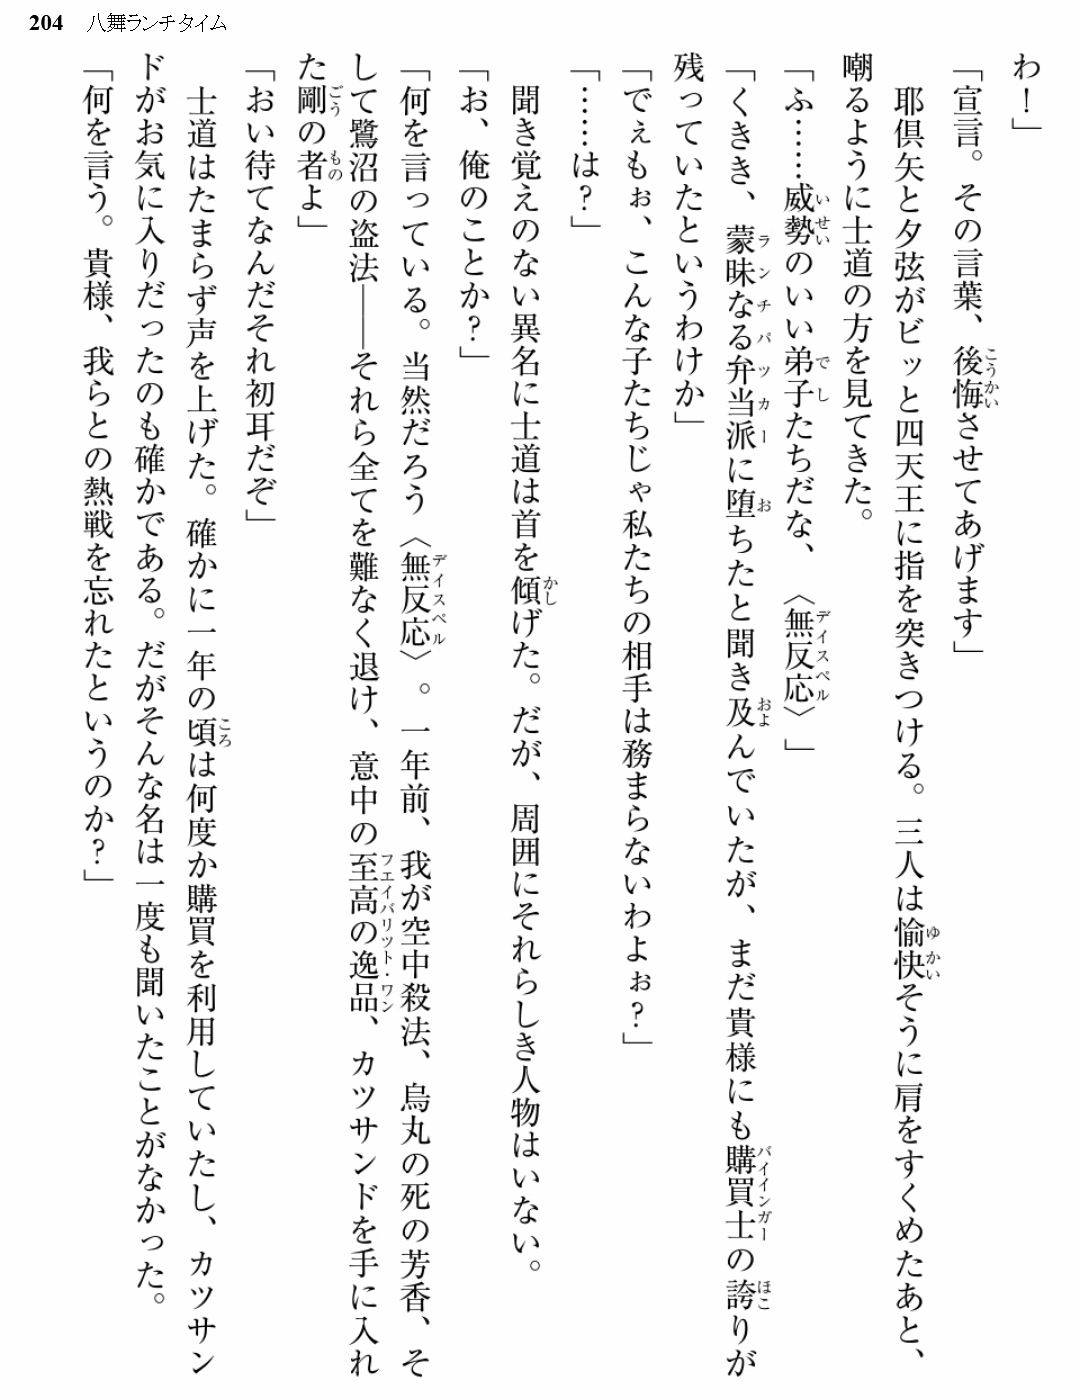 204 八舞ランチタイム
わ！」
「宣言。その言葉、後悔させてあげます」
耶倶矢と夕弦がビッと四天王に指を突きつける。三人は愉快そうに肩をすくめたあと、
嘲るように士道の方を見てきた。
「ふ……威勢のいい弟子たちだな、〈無反応〉」
「くきき、蒙昧なる弁当派に堕ちたと聞き及んでいたが、まだ貴様にも購買士の誇りが
残っていたというわけか」
「でぇもぉ、こんな子たちじゃ私たちの相手は務まらないわよぉ？」
「……は？」
聞き覚えのない異名に士道は首を傾げた。だが、周囲にそれらしき人物はいない。
「お、俺のことか？」
「何を言っている。当然だろう〈無反応〉。一年前、我が空中殺法、烏丸の死の芳香、そ
して鷺沼の盗法――それら全てを難なく退け、意中の至高の逸品、カツサンドを手に入れ
た剛の者よ」
「おい待てなんだそれ初耳だぞ」
士道はたまらず声を上げた。確かに一年の頃は何度か購買を利用していたし、カツサン
ドがお気に入りだったのも確かである。だがそんな名は一度も聞いたことがなかった。
「何を言う。貴様、我らとの熱戦を忘れたというのか？」